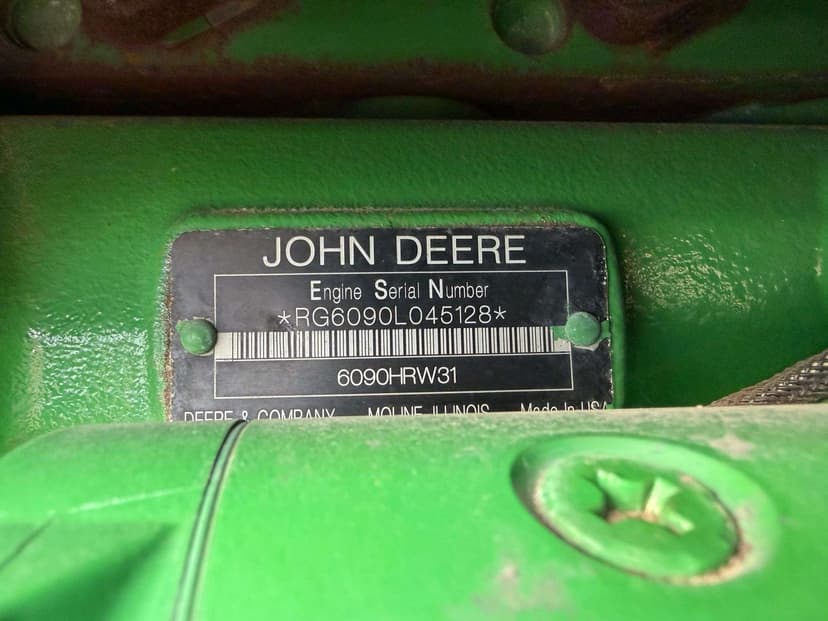 JOHN DEERE
Engine Serial Number
*RG6090L045128*
6090HRW31
DEERE & COMPANY MOLINE ILLINOIS Made In USA